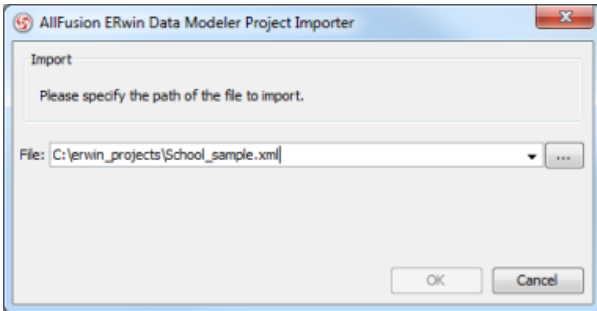 AllFusion ERwin Data Modeler Project Importer
Import
Please specify the path of the file to import.
File: C:\erwin_projects\School_sample.xml ...
OK Cancel